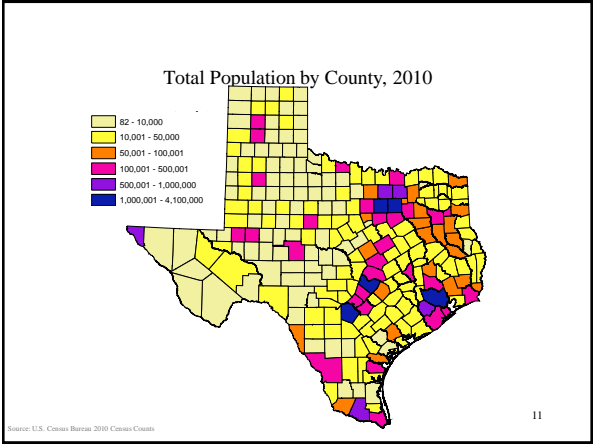 Total Population by County, 2010
82 - 10,000
10,001 - 50,000
50,001 - 100,001
100,001 - 500,001
500,001 - 1,000,000
1,000,001 - 4,100,000
11
Source: U.S. Census Bureau 2010 Census Counts